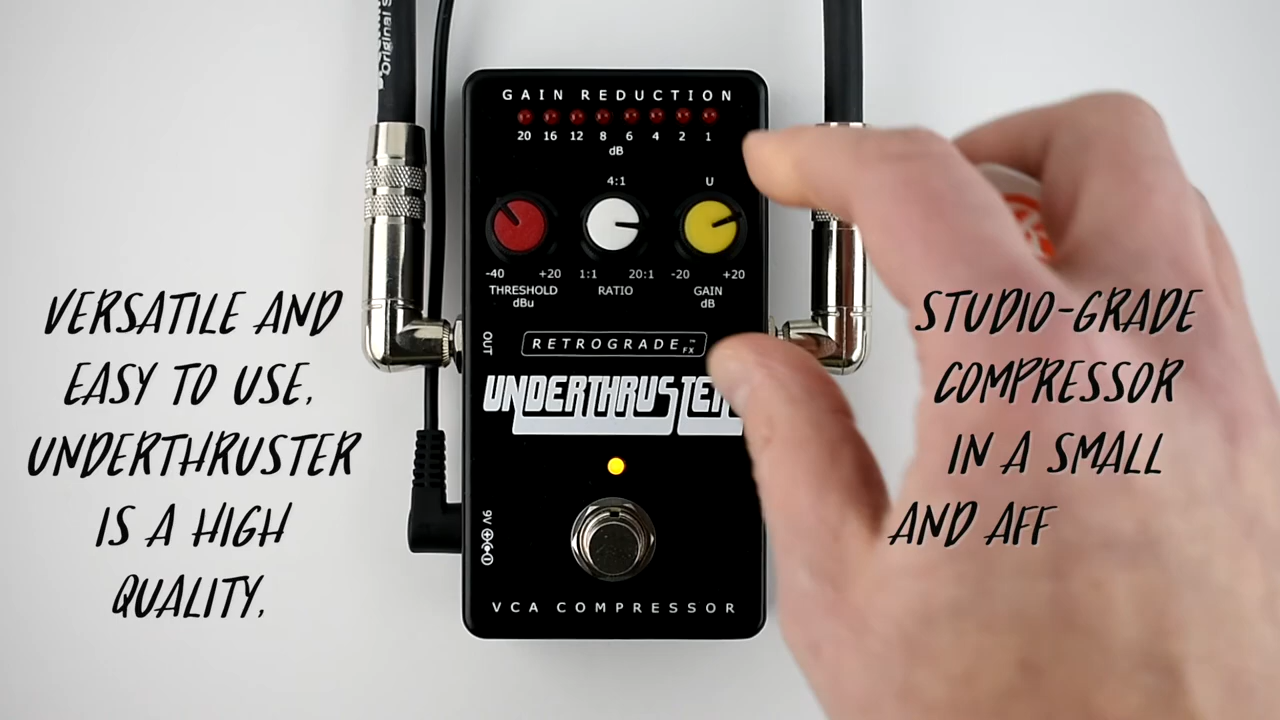 Original S
GAIN REDUCTION
20 16 12 8 6 4 2 1
dB
4:1 U
-40 +20 1:1 20:1 -20 +20
THRESHOLD RATIO GAIN
dBu dB
OUT
RETROGRADE FX ™
UNDERTHRUSTER
9V
VCA COMPRESSOR
VERSATILE AND
EASY TO USE,
UNDERTHRUSTER
IS A HIGH
QUALITY,
STUDIO-GRADE
COMPRESSOR
IN A SMALL
AND AFF